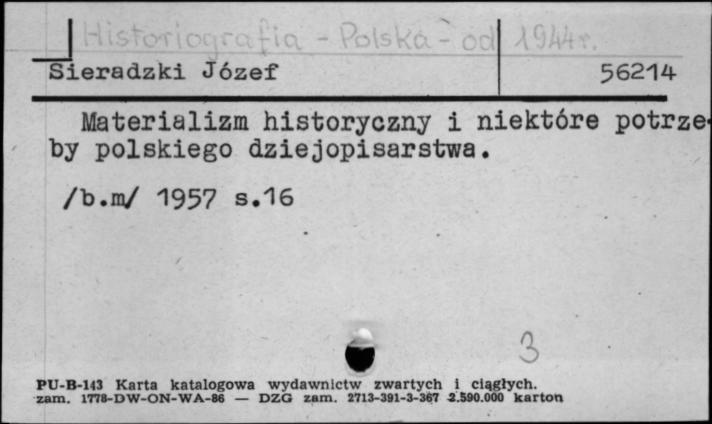 Historiografia - Polska - od 1944 r.
Sieradzki Józef 56214
Materializm historyczny i niektóre potrze-
by polskiego dziejopisarstwa.
/b.m/ 1957 s.16
3
PU-B-143 Karta katalogowa wydawnictw zwartych i ciągłych.
zam. 1778-DW-ON-WA-86 — DZG zam. 2713-391-3-367 2.590.000 karton